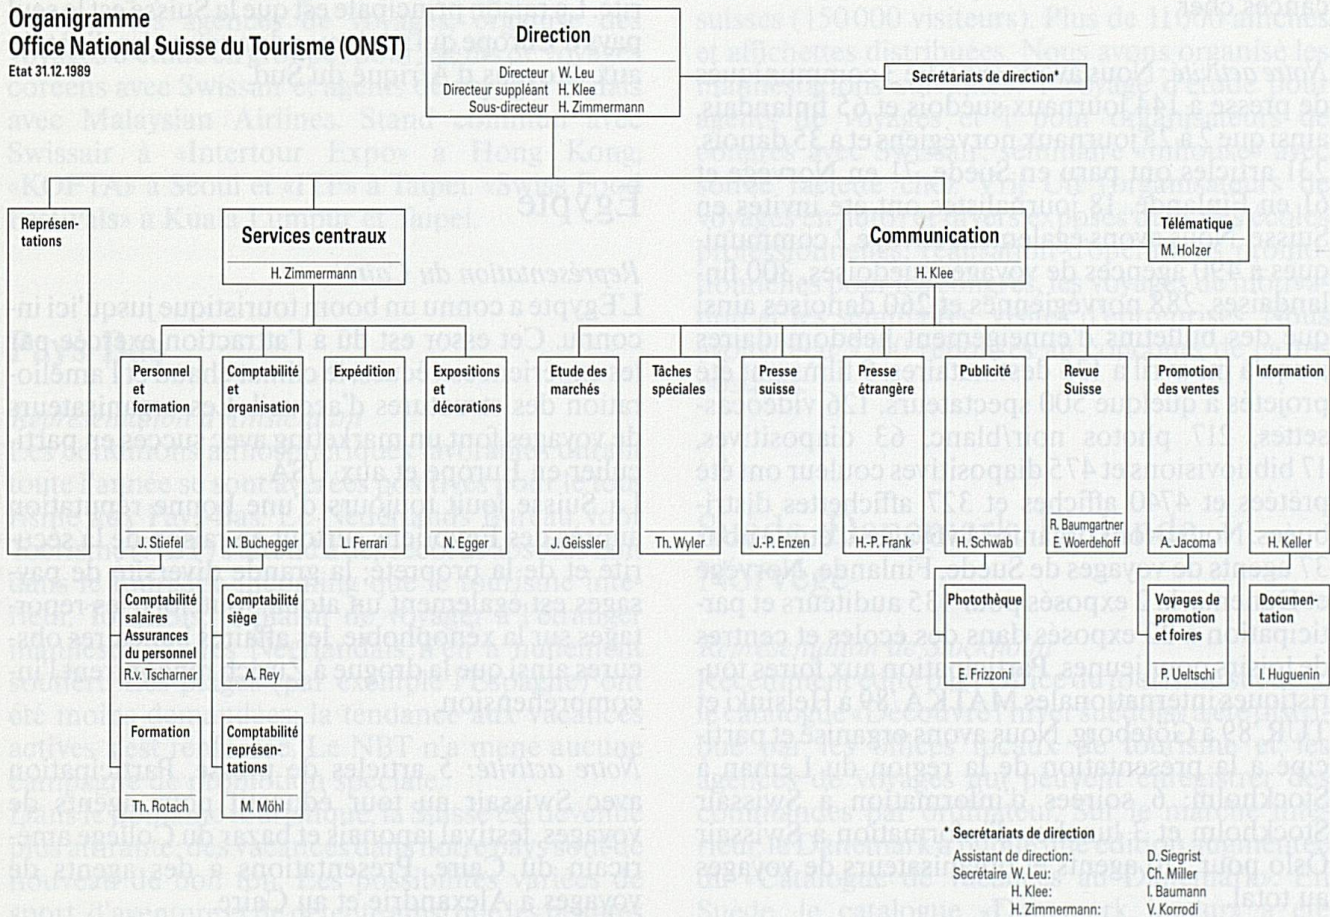 Organigramme
Office National Suisse du Tourisme (ONST)
Etat 31.12.1989
Direction
Directeur W. Leu
Directeur suppléant H. Klee
Sous-directeur H. Zimmermann
Secrétariats de direction*
Représen-
tations
Services centraux
H. Zimmermann
Communication
H. Klee
Télématique
M. Holzer
Personnel
formation
J. Stiefel
Comptabilité
organisation
N. Buchegger
Expédition
L. Ferrari
Expositions
et
décorations
N. Egger
Etude des
marchés
J. Geissler
Tâches
spéciales
Th. Wyler
Presse
Suisse
J.-P. Enzen
Presse
étranger
H.-P. Frank
Publicité
H. Schwab
Revue
Suisse
R. Baumgartner
E. Woerdehoff
Promotion
des ventes
A. Jacoma
Information
H. Keller
Comptabilité
salaires
Assurances
du personnel
R.v. Tscharner
Comptabilité
siège
A. Rey
Photothèque
E. Frizzoni
Voyages de
promotion
et foires
P. Ueltschi
Documen-
tation
I. Huguenin
Formation
Th. Rotach
Comptabilité
représen-
tations
M. Möhl
* Secrétariats de direction
Assistant de direction: D. Siegrist
Secrétaire W. Leu: Ch. Miller
H. Klee: I. Baumann
H. Zimmermann: V. Korrodi